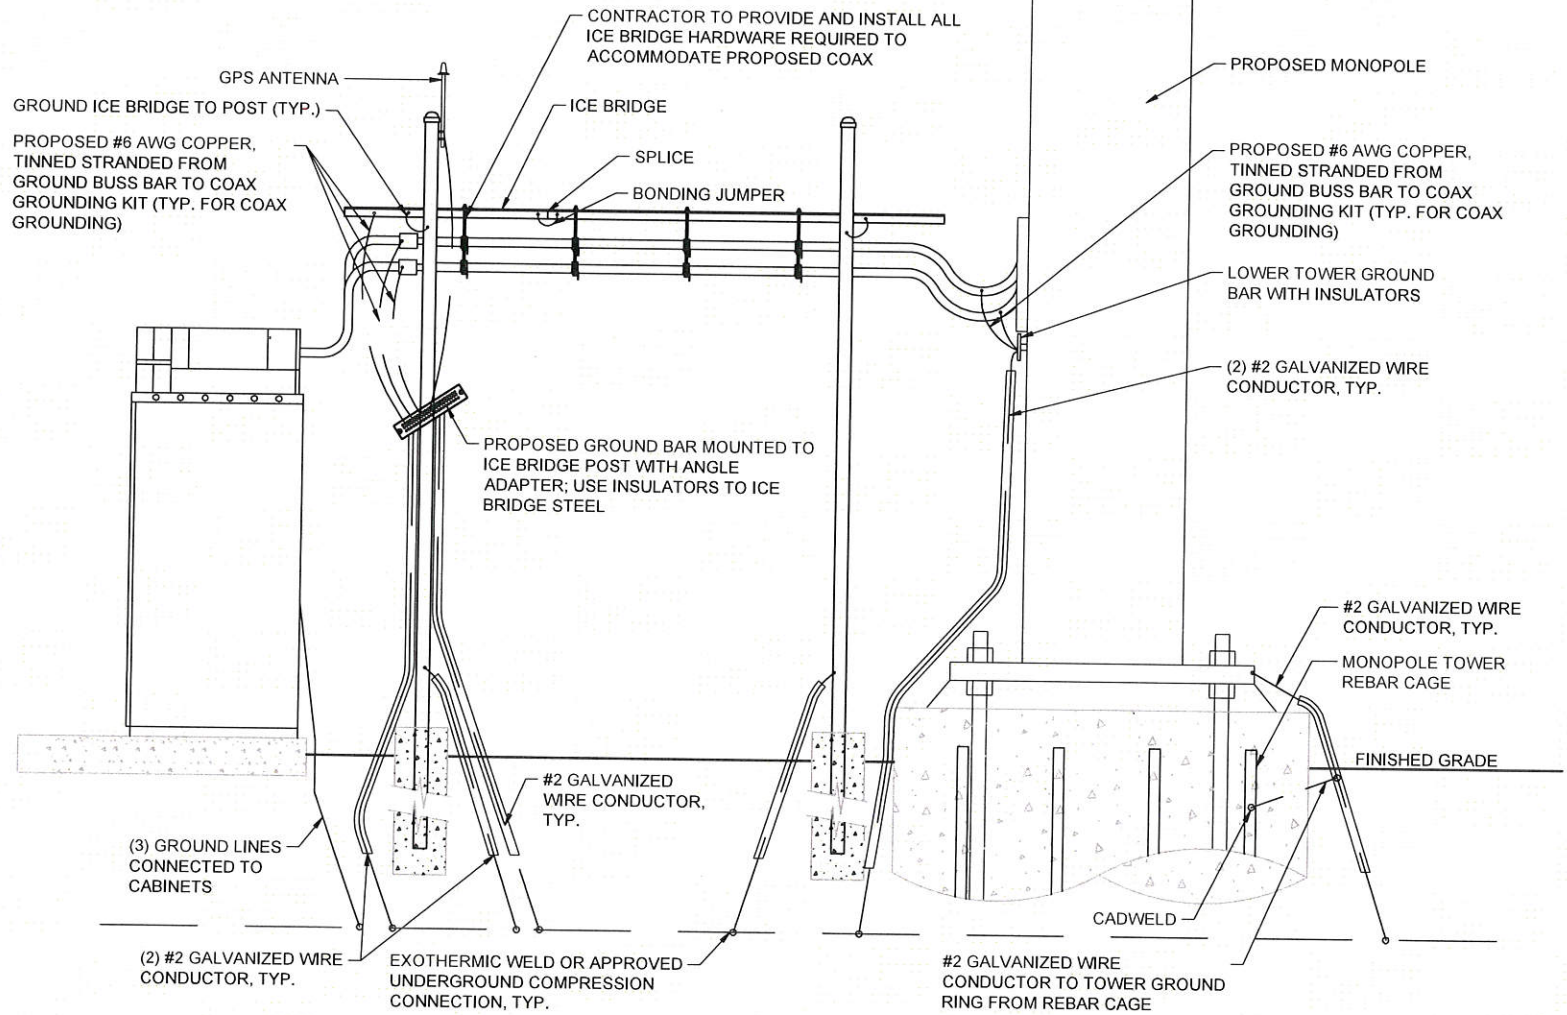 CONTRACTOR TO PROVIDE AND INSTALL ALL
ICE BRIDGE HARDWARE REQUIRED TO
ACCOMMODATE PROPOSED COAX
GPS ANTENNA
GROUND ICE BRIDGE TO POST (TYP.)
PROPOSED #6 AWG COPPER,
TINNED STRANDED FROM
GROUND BUSS BAR TO COAX
GROUNDING KIT (TYP. FOR COAX
GROUNDING)
ICE BRIDGE
SPLICE
BONDING JUMPER
PROPOSED MONOPOLE
PROPOSED #6 AWG COPPER,
TINNED STRANDED FROM
GROUND BUSS BAR TO COAX
GROUNDING KIT (TYP. FOR COAX
GROUNDING)
LOWER TOWER GROUND
BAR WITH INSULATORS
(2) #2 GALVANIZED WIRE
CONDUCTOR, TYP.
PROPOSED GROUND BAR MOUNTED TO
ICE BRIDGE POST WITH ANGLE
ADAPTER; USE INSULATORS TO ICE
BRIDGE STEEL
#2 GALVANIZED WIRE
CONDUCTOR, TYP.
MONOPOLE TOWER
REBAR CAGE
FINISHED GRADE
#2 GALVANIZED
WIRE CONDUCTOR,
TYP.
(3) GROUND LINES
CONNECTED TO
CABINETS
CADWELD
(2) #2 GALVANIZED WIRE
CONDUCTOR, TYP.
EXOTHERMIC WELD OR APPROVED
UNDERGROUND COMPRESSION
CONNECTION, TYP.
#2 GALVANIZED WIRE
CONDUCTOR TO TOWER GROUND
RING FROM REBAR CAGE